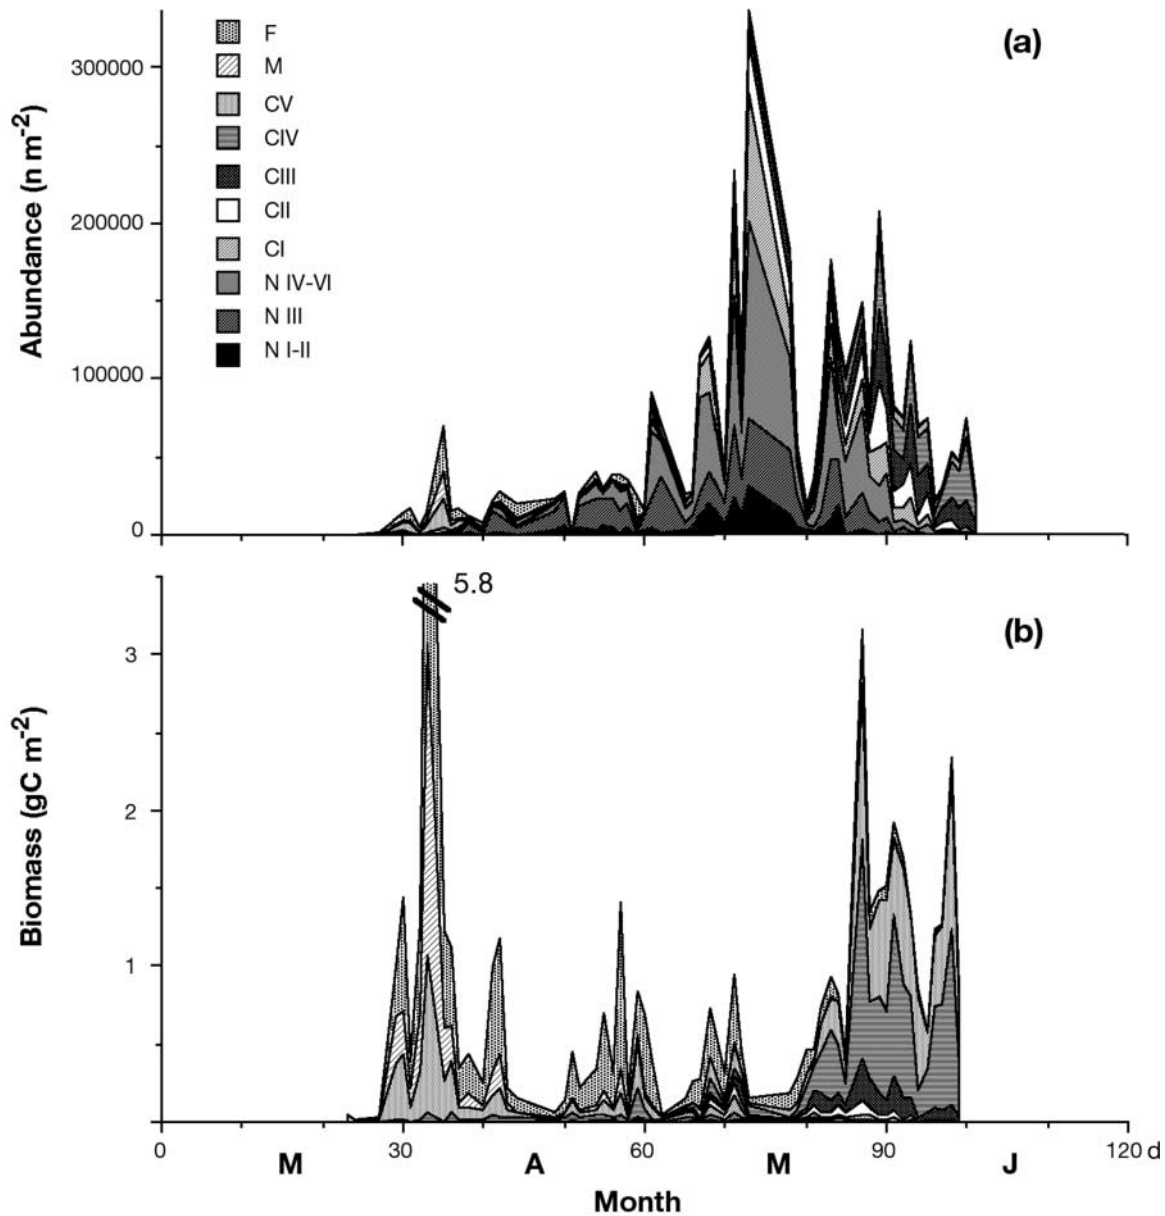 (a)
Abundance (n m-2)
300000
200000
100000
0
F
M
CV
CIV
CIII
CII
CI
N IV-VI
N III
N I-II
5.8
(b)
Biomass (gC m-2)
3
2
1
0 30 60 90 120 d
M A M J
Month